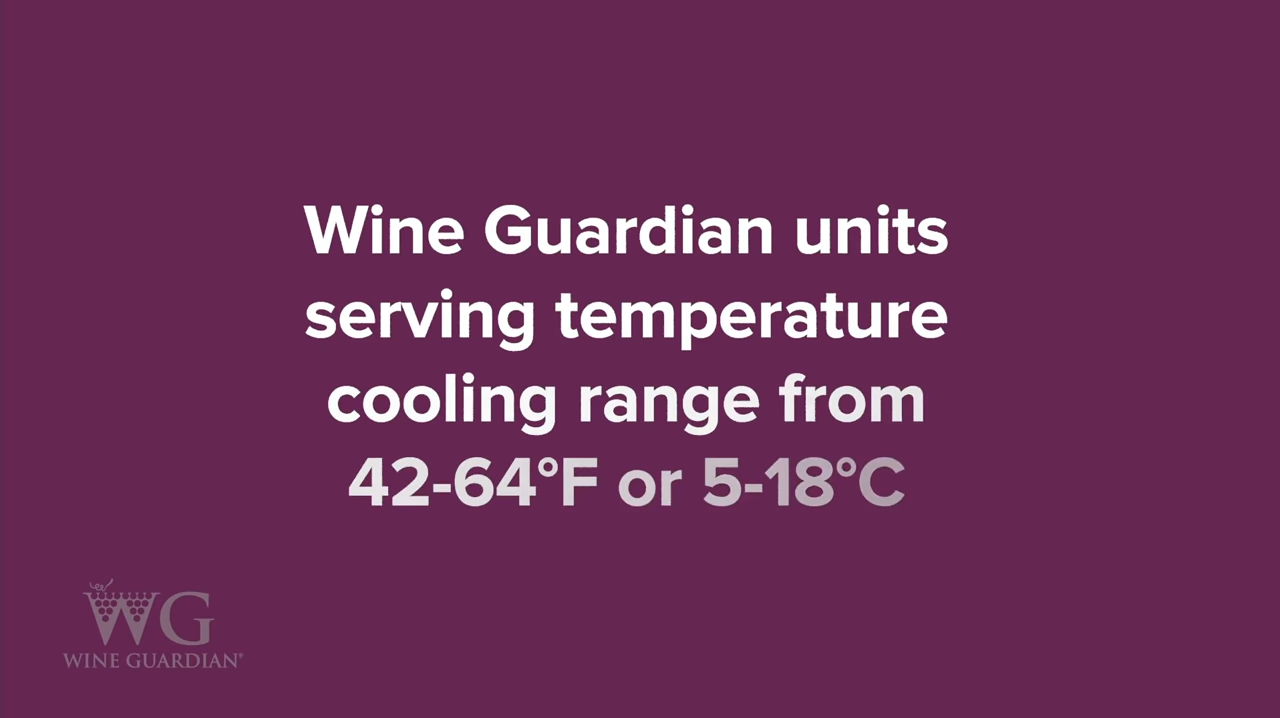 Wine Guardian units
serving temperature
cooling range from
42-64°F or 5-18°C
WG
WINE GUARDIAN®